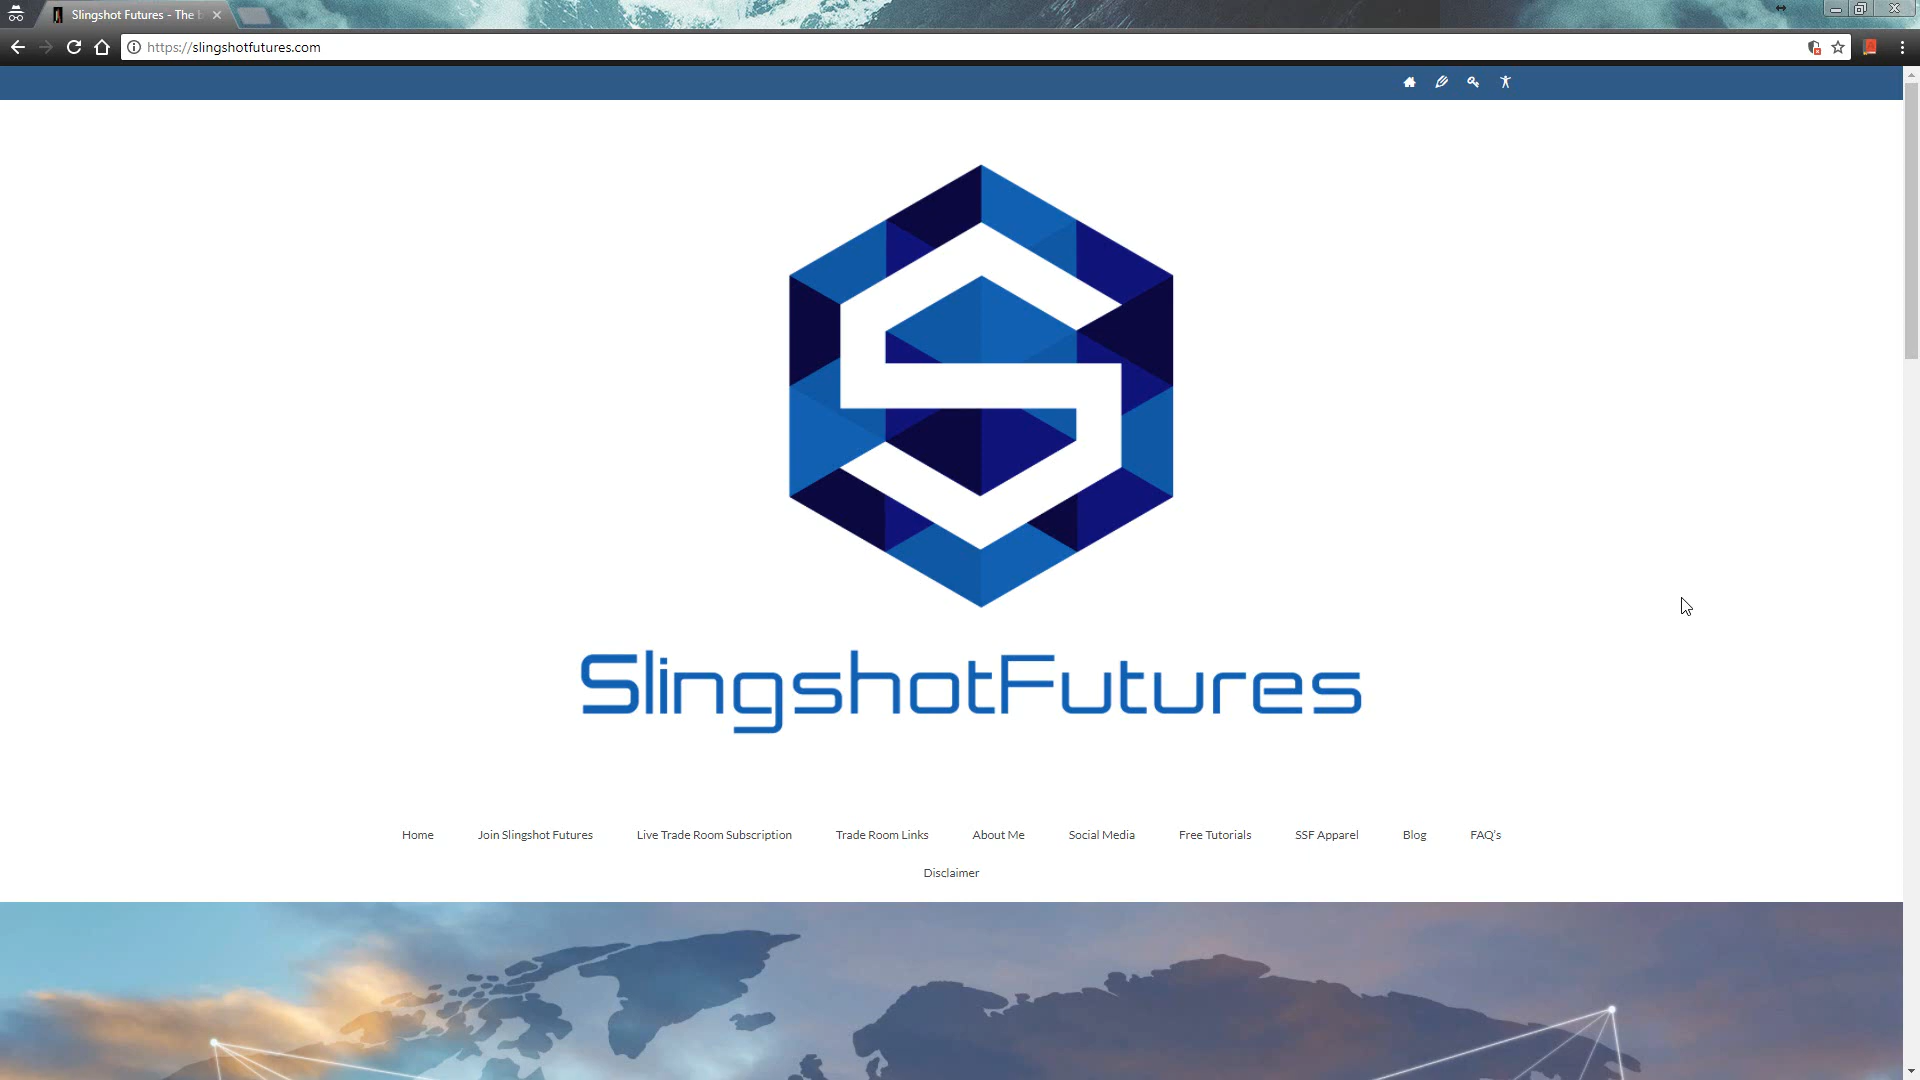 Slingshot Futures - The b
https://slingshotfutures.com
SlingshotFutures
Home Join Slingshot Futures Live Trade Room Subscription Trade Room Links About Me Social Media Free Tutorials SSF Apparel Blog FAQ's
Disclaimer